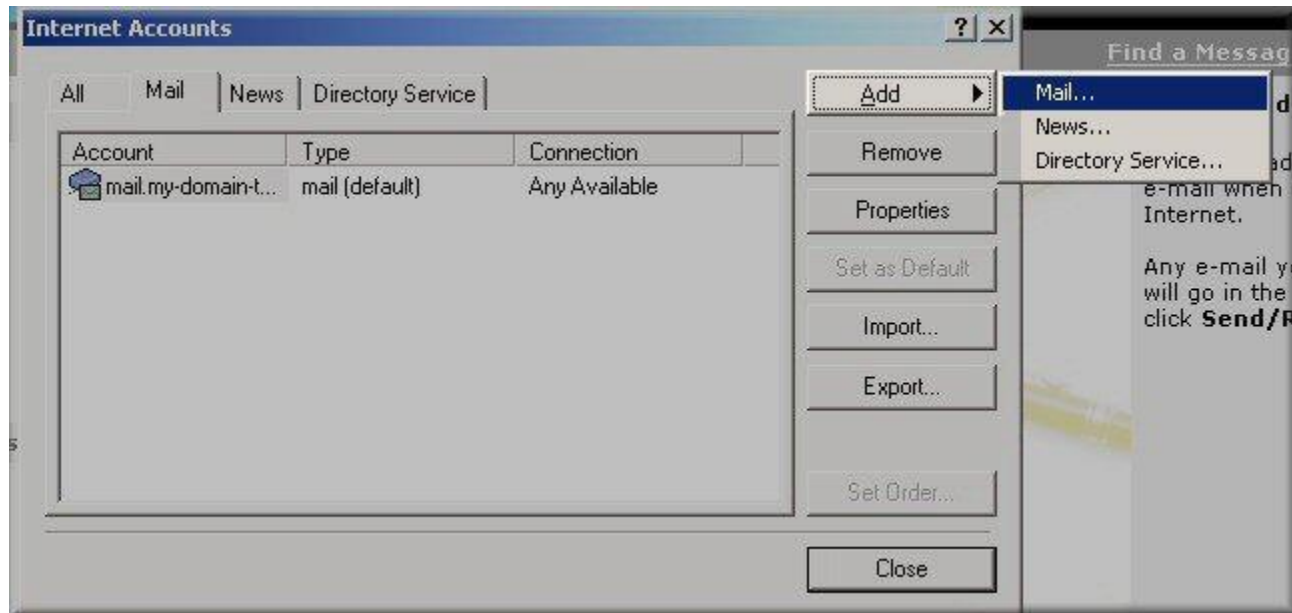 Internet Accounts
Find a Messag
All Mail News Directory Service
Add
Mail...
News...
Directory Service...
Account Type Connection
mail.my-domain-t... mail (default) Any Available
Remove
Properties
Set as Default
Import...
Export...
Set Order...
Close
e-mail when
Internet.
Any e-mail y
will go in the
click Send/R